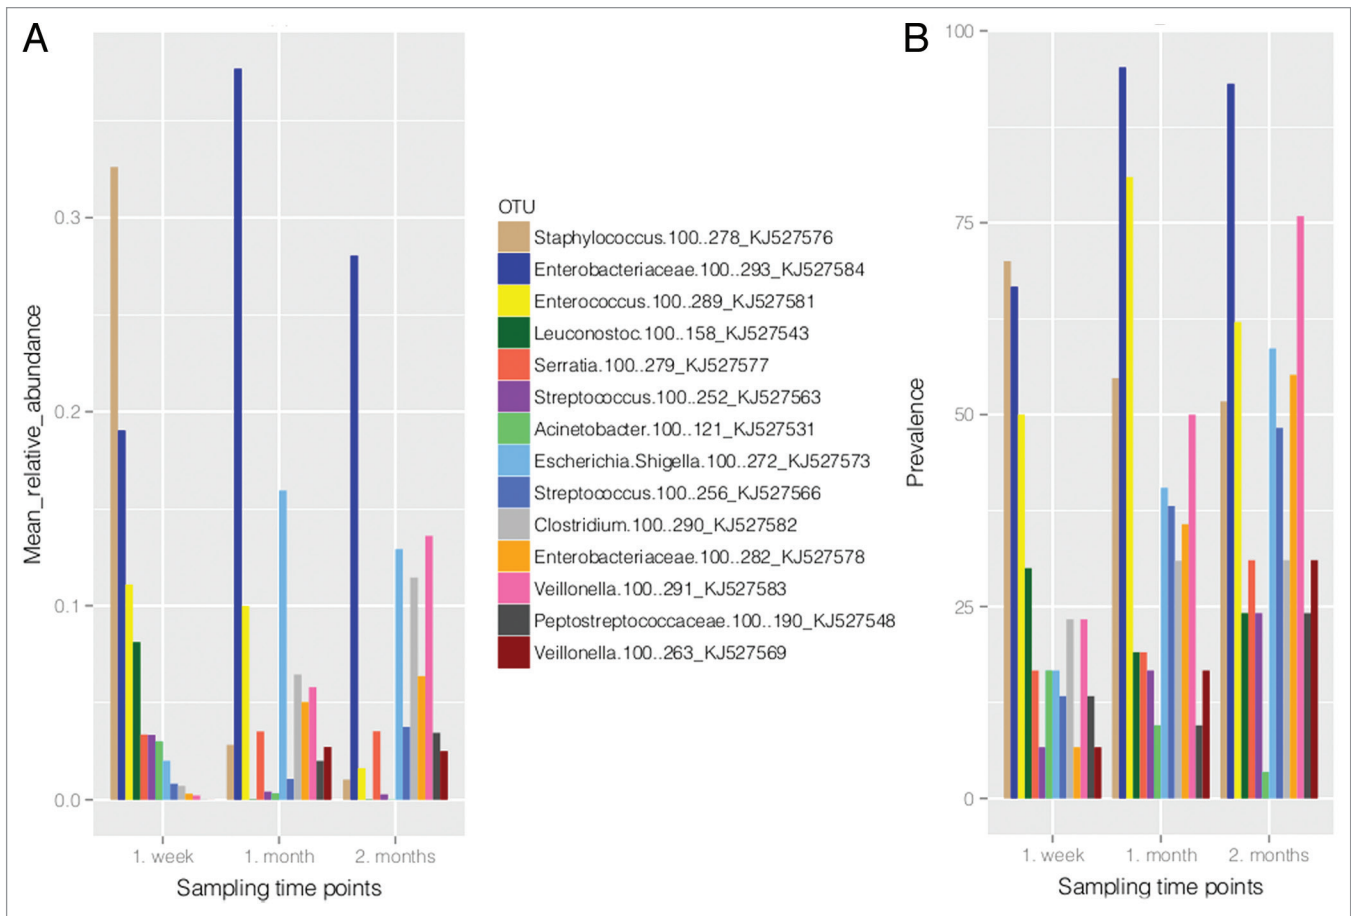 A
Mean_relative_abundance
0.3
0.2
0.1
0.0
1. week
1. month
2. months
Sampling time points
OTU
Staphylococcus.100..278_KJ527576
Enterobacteriaceae.100..293_KJ527584
Enterococcus.100..289_KJ527581
Leuconostoc.100..158_KJ527543
Serratia.100..279_KJ527577
Streptococcus.100..252_KJ527563
Acinetobacter.100..121_KJ527531
Escherichia.Shigella.100..272_KJ527573
Streptococcus.100..256_KJ527566
Clostridium.100..290_KJ527582
Enterobacteriaceae.100..282_KJ527578
Veillonella.100..291_KJ527583
Peptostreptococcaceae.100..190_KJ527548
Veillonella.100..263_KJ527569
B
Prevalence
100
75
50
25
0
1. week
1. month
2. months
Sampling time points